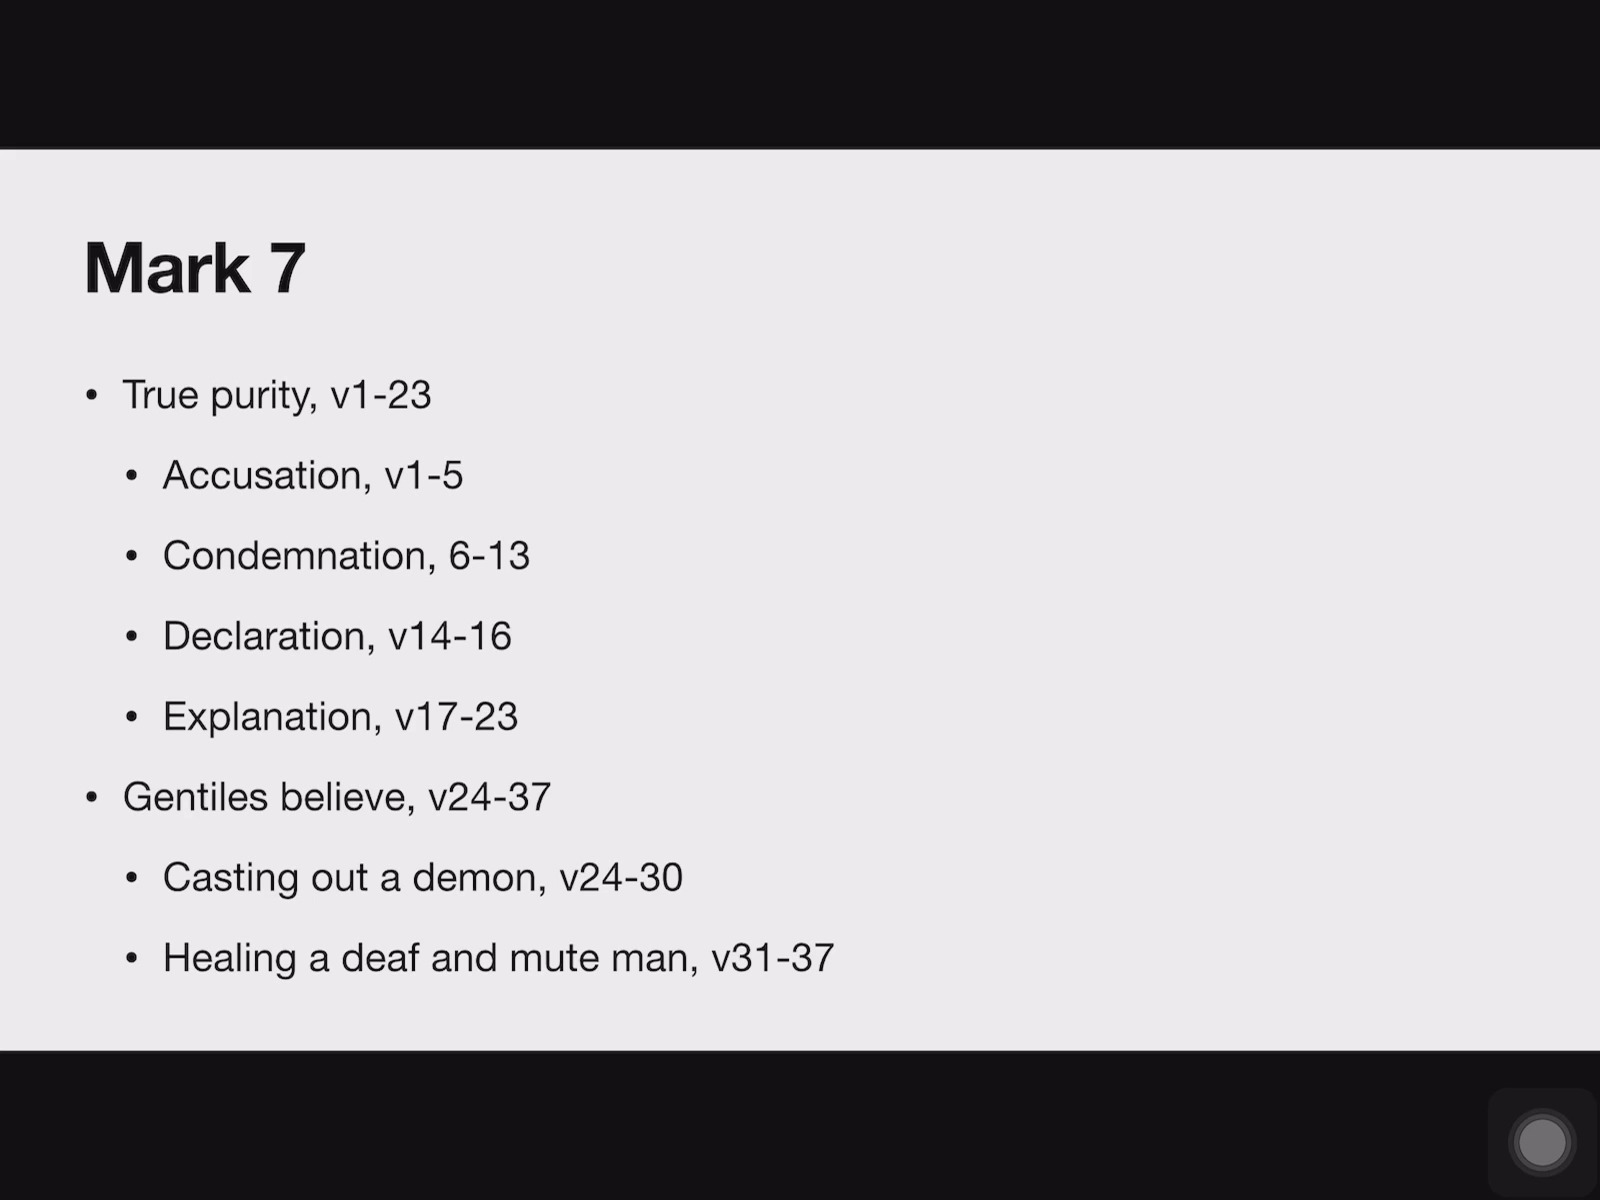 Mark 7
• True purity, v1-23
• Accusation, v1-5
• Condemnation, 6-13
• Declaration, v14-16
• Explanation, v17-23
• Gentiles believe, v24-37
• Casting out a demon, v24-30
• Healing a deaf and mute man, v31-37